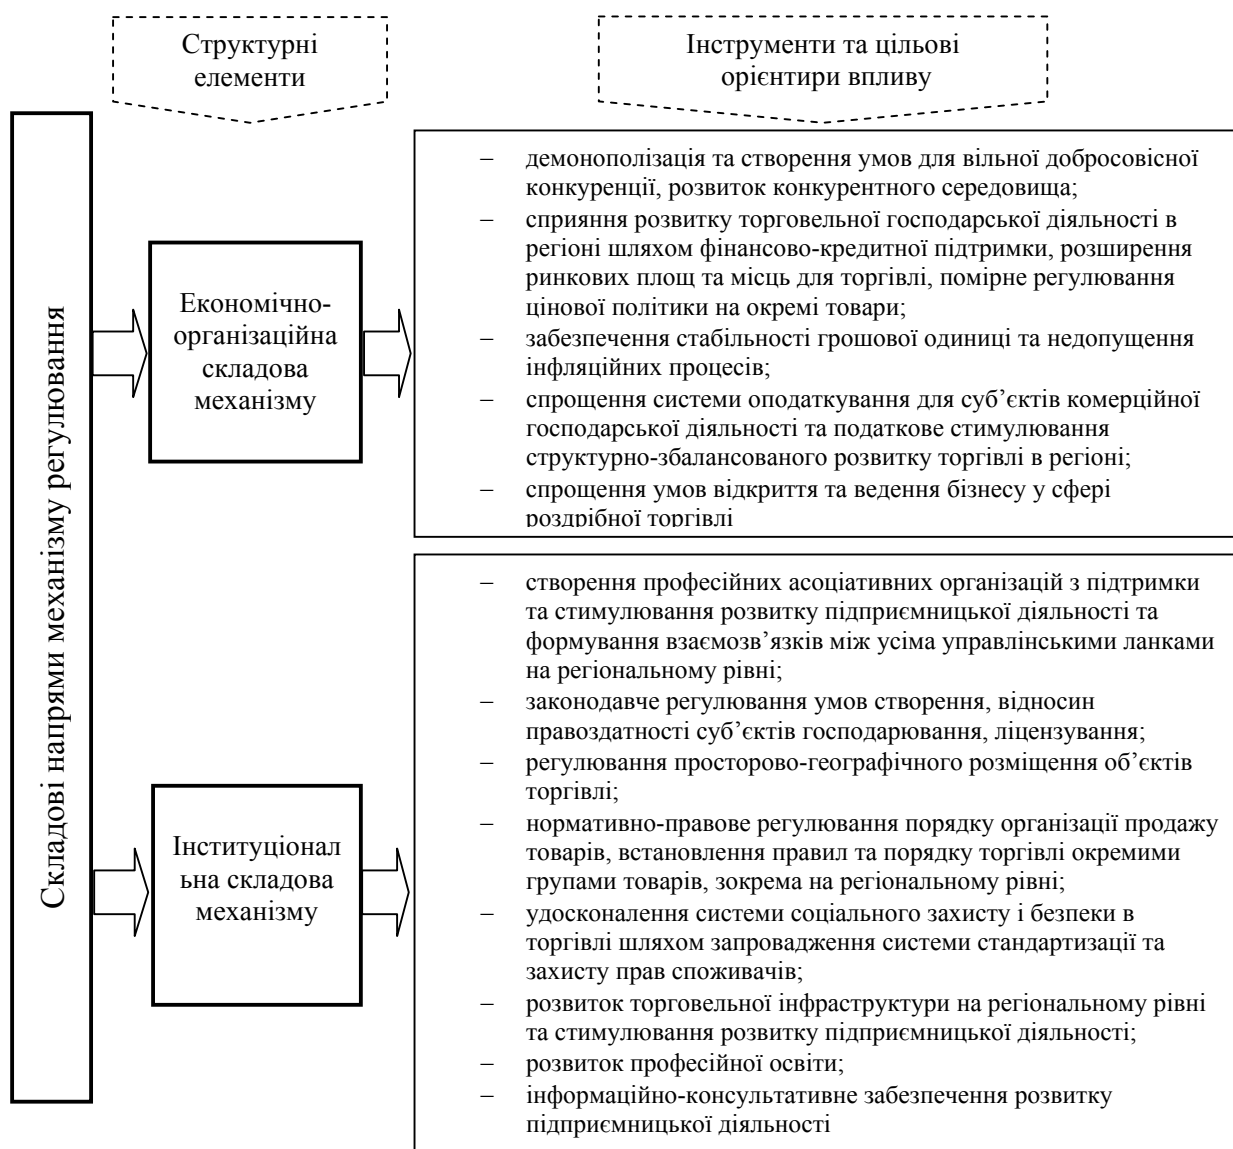 Структурні
елементи
Інструменти та цільові
орієнтири впливу
Складові напрями механізму регулювання
Економічно-
організаційна
складова
механізму
– демонополізація та створення умов для вільної добросовісної
конкуренції, розвиток конкурентного середовища;
– сприяння розвитку торговельної господарської діяльності в
регіоні шляхом фінансово-кредитної підтримки, розширення
ринкових площ та місць для торгівлі, помірне регулювання
цінової політики на окремі товари;
– забезпечення стабільності грошової одиниці та недопущення
інфляційних процесів;
– спрощення системи оподаткування для суб’єктів комерційної
господарської діяльності та податкове стимулювання
структурно-збалансованого розвитку торгівлі в регіоні;
– спрощення умов відкриття та ведення бізнесу у сфері
роздрібної торгівлі
Інституціонал
ьна складова
механізму
– створення професійних асоціативних організацій з підтримки
та стимулювання розвитку підприємницької діяльності та
формування взаємозв’язків між усіма управлінськими ланками
на регіональному рівні;
– законодавче регулювання умов створення, відносин
правоздатності суб’єктів господарювання, ліцензування;
– регулювання просторово-географічного розміщення об’єктів
торгівлі;
– нормативно-правове регулювання порядку організації продажу
товарів, встановлення правил та порядку торгівлі окремими
групами товарів, зокрема на регіональному рівні;
– удосконалення системи соціального захисту і безпеки в
торгівлі шляхом запровадження системи стандартизації та
захисту прав споживачів;
– розвиток торговельної інфраструктури на регіональному рівні
та стимулювання розвитку підприємницької діяльності;
– розвиток професійної освіти;
– інформаційно-консультативне забезпечення розвитку
підприємницької діяльності